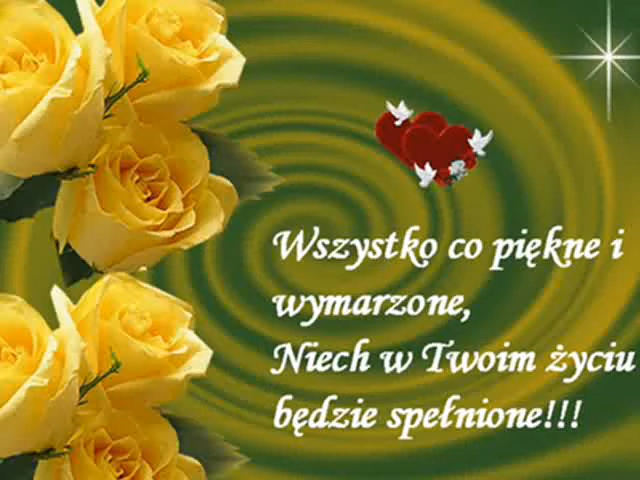 Wszystko co piękne i
wymarzone,
Niech w Twoim życiu
będzie spełnione!!!